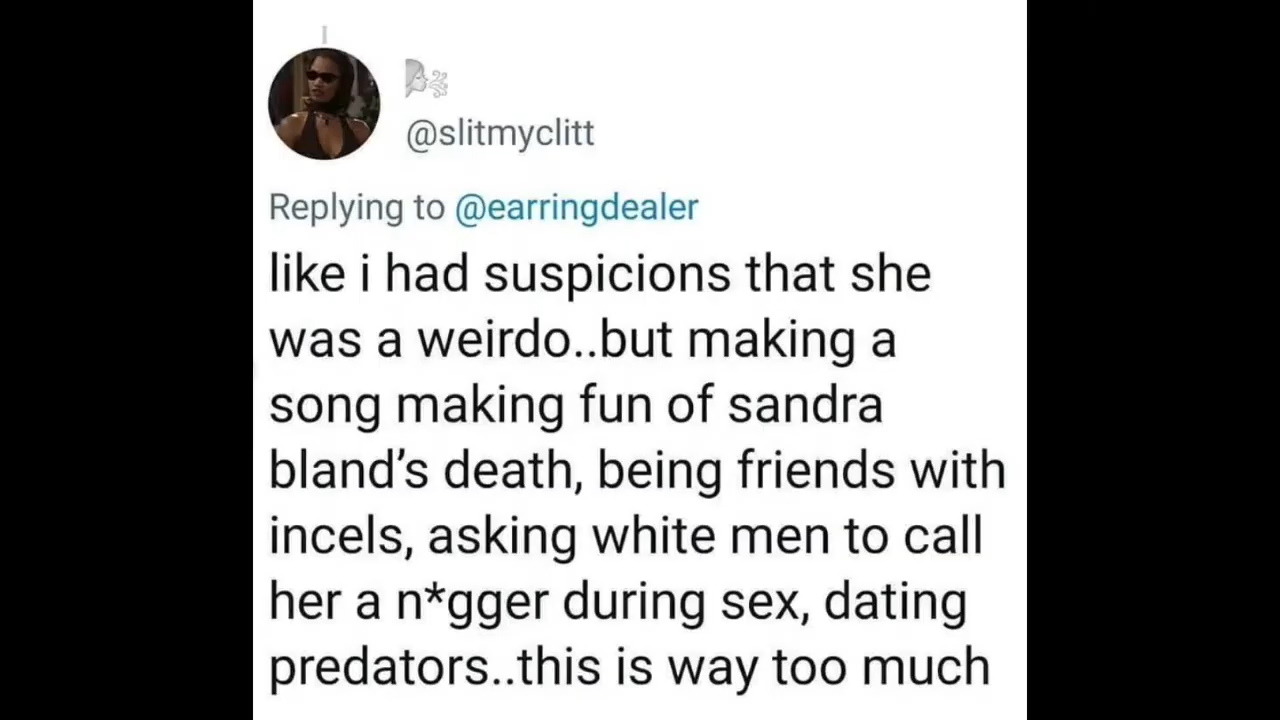 @slitmyclitt
Replying to @earringdealer
like i had suspicions that she
was a weirdo..but making a
song making fun of sandra
bland’s death, being friends with
incels, asking white men to call
her a n*gger during sex, dating
predators..this is way too much